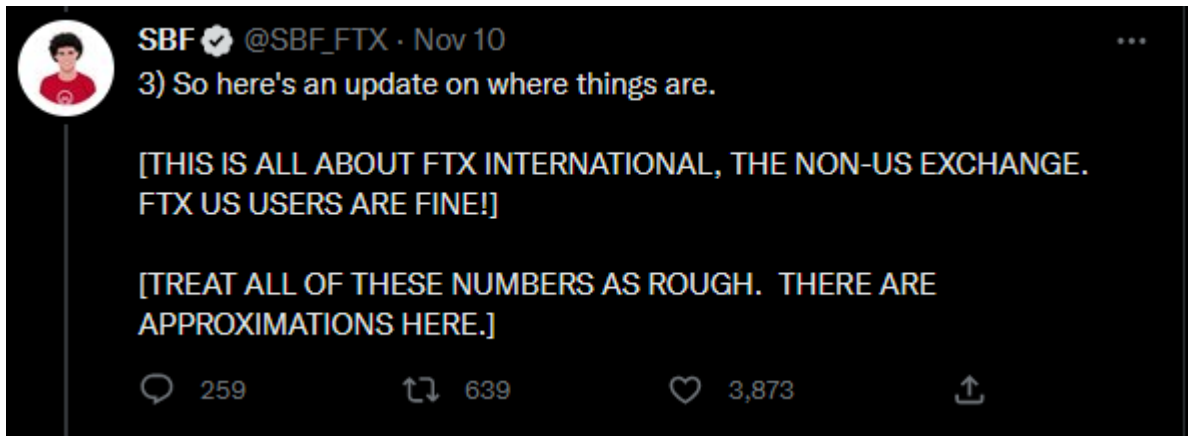 SBF @SBF_FTX · Nov 10
3) So here's an update on where things are.
[THIS IS ALL ABOUT FTX INTERNATIONAL, THE NON-US EXCHANGE.
FTX US USERS ARE FINE!]
[TREAT ALL OF THESE NUMBERS AS ROUGH.  THERE ARE
APPROXIMATIONS HERE.]
259 639 3,873